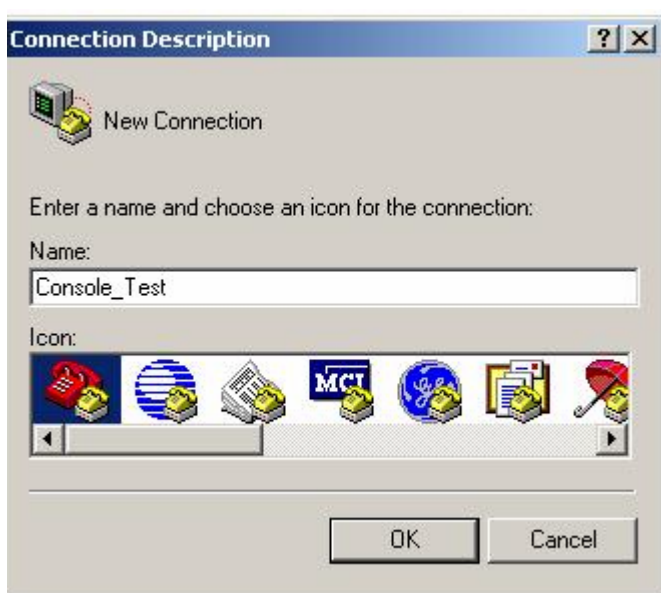 Connection Description
New Connection
Enter a name and choose an icon for the connection:
Name:
Console_Test
Icon:
MCI
OK
Cancel